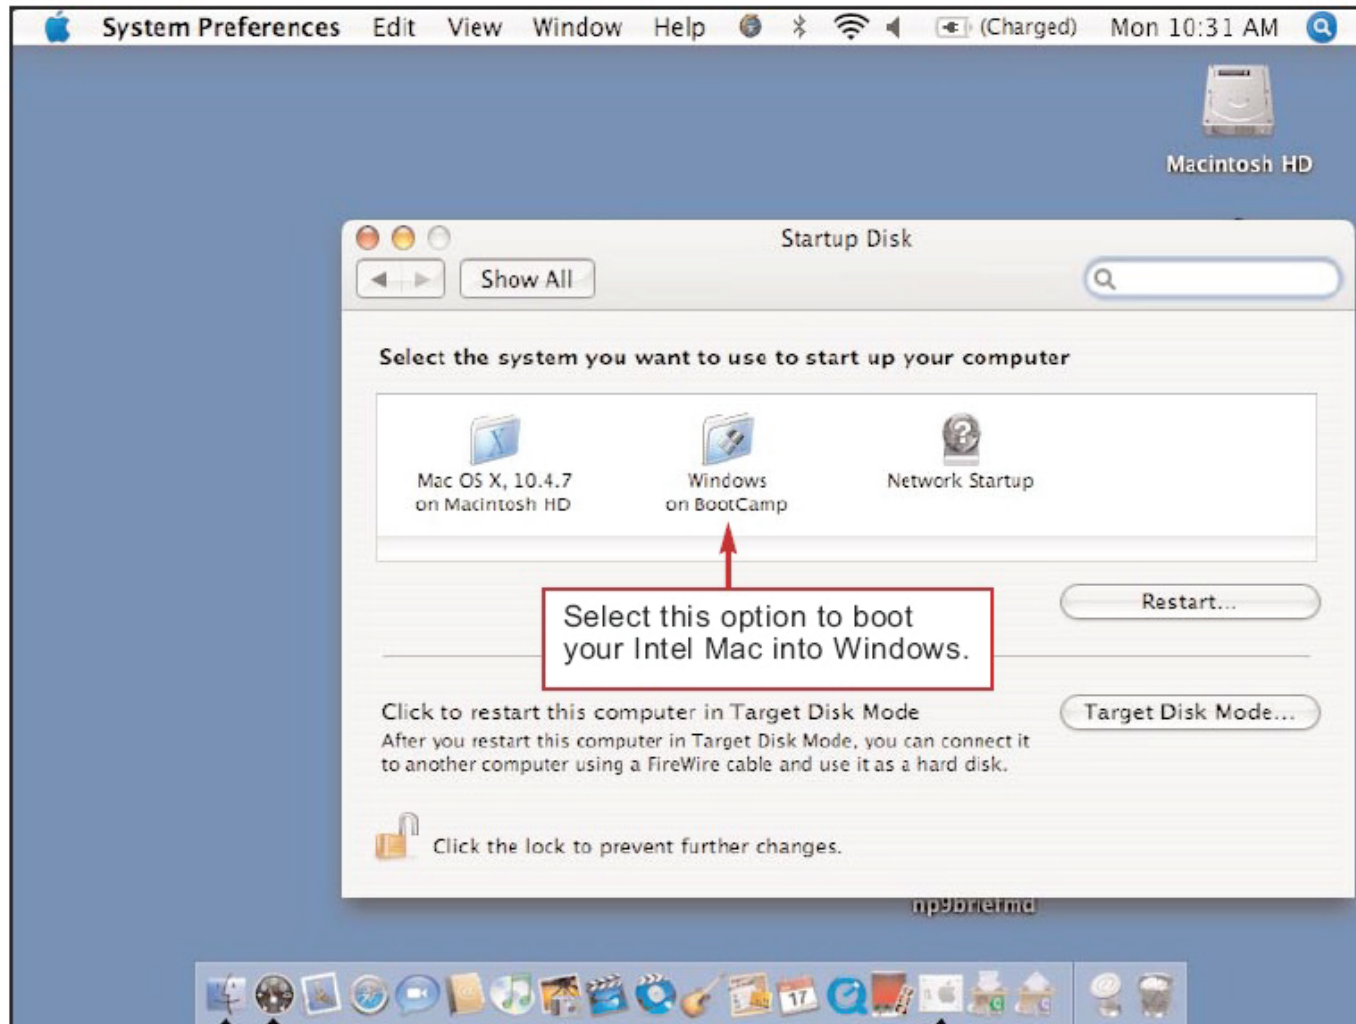 System Preferences Edit View Window Help (Charged) Mon 10:31 AM
Macintosh HD
Startup Disk
Show All
Select the system you want to use to start up your computer
X
Mac OS X, 10.4.7
on Macintosh HD
Windows
on BootCamp
?
Network Startup
Select this option to boot
your Intel Mac into Windows.
Restart...
Click to restart this computer in Target Disk Mode
Target Disk Mode...
After you restart this computer in Target Disk Mode, you can connect it
to another computer using a FireWire cable and use it as a hard disk.
Click the lock to prevent further changes.
np9briefmd
17